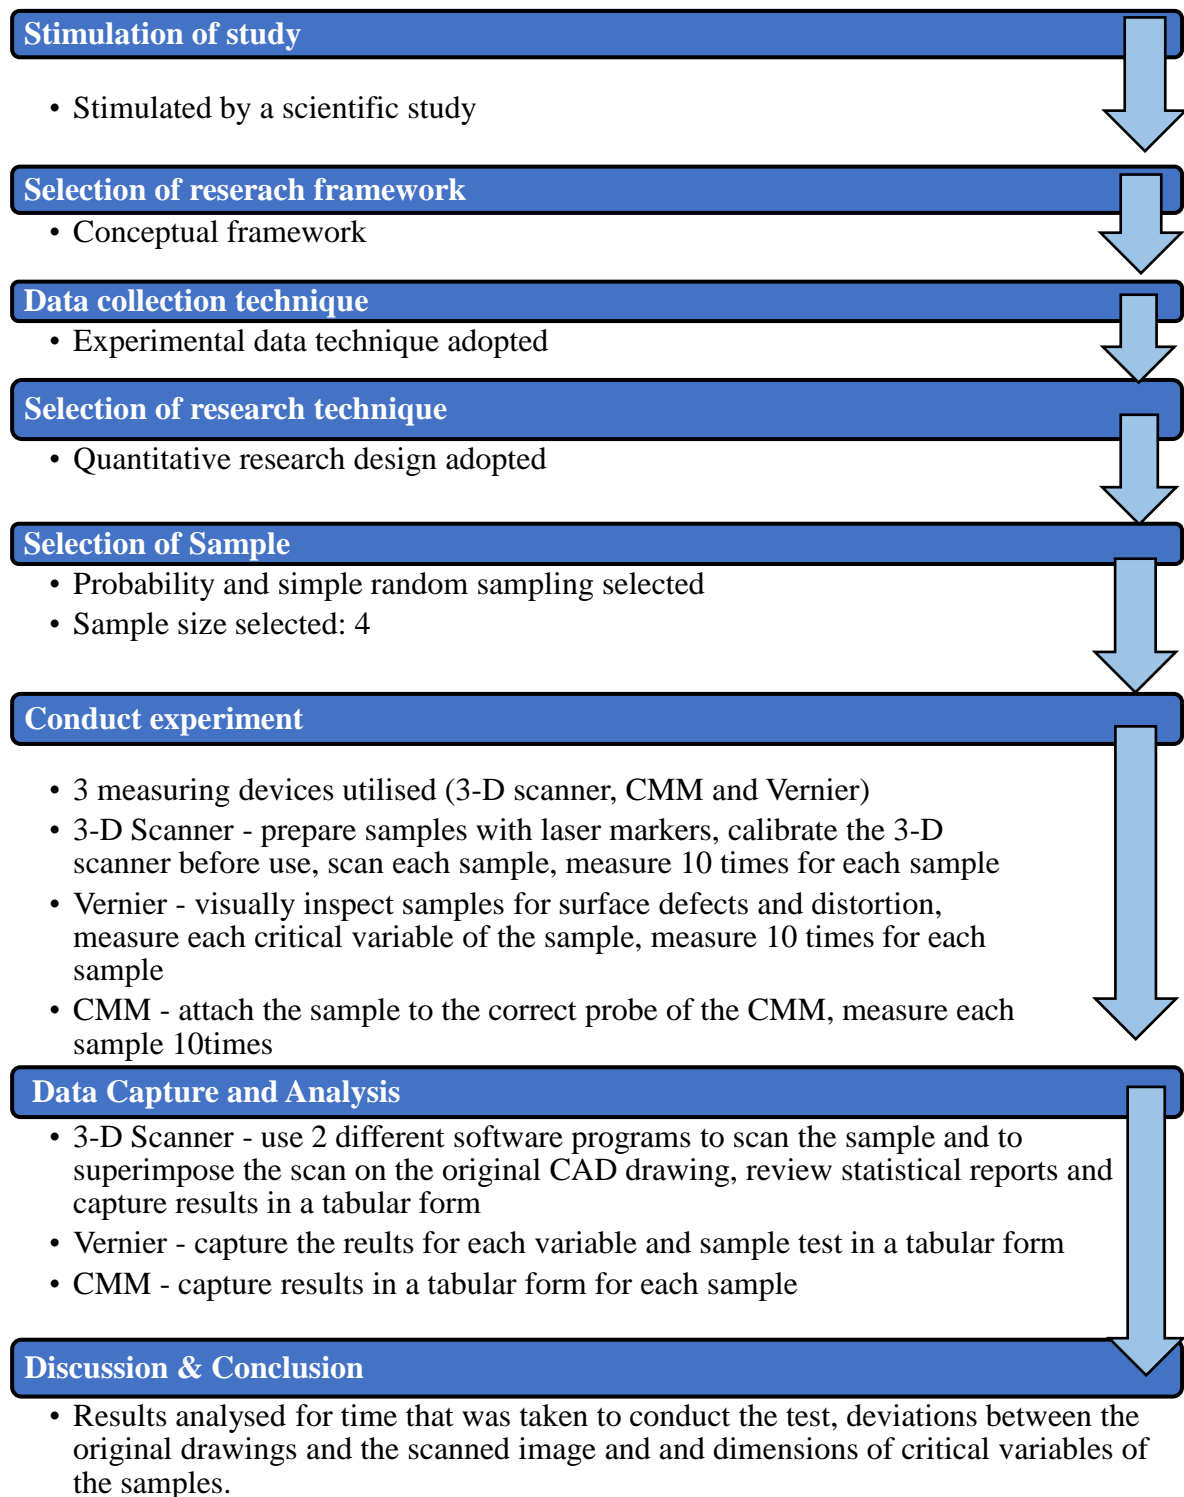 Stimulation of study
• Stimulated by a scientific study
Selection of reserach framework
• Conceptual framework
Data collection technique
• Experimental data technique adopted
Selection of research technique
• Quantitative research design adopted
Selection of Sample
• Probability and simple random sampling selected
• Sample size selected: 4
Conduct experiment
• 3 measuring devices utilised (3-D scanner, CMM and Vernier)
• 3-D Scanner - prepare samples with laser markers, calibrate the 3-D
scanner before use, scan each sample, measure 10 times for each sample
• Vernier - visually inspect samples for surface defects and distortion,
measure each critical variable of the sample, measure 10 times for each
sample
• CMM - attach the sample to the correct probe of the CMM, measure each
sample 10times
Data Capture and Analysis
• 3-D Scanner - use 2 different software programs to scan the sample and to
superimpose the scan on the original CAD drawing, review statistical reports and
capture results in a tabular form
• Vernier - capture the reults for each variable and sample test in a tabular form
• CMM - capture results in a tabular form for each sample
Discussion & Conclusion
• Results analysed for time that was taken to conduct the test, deviations between the
original drawings and the scanned image and and dimensions of critical variables of
the samples.